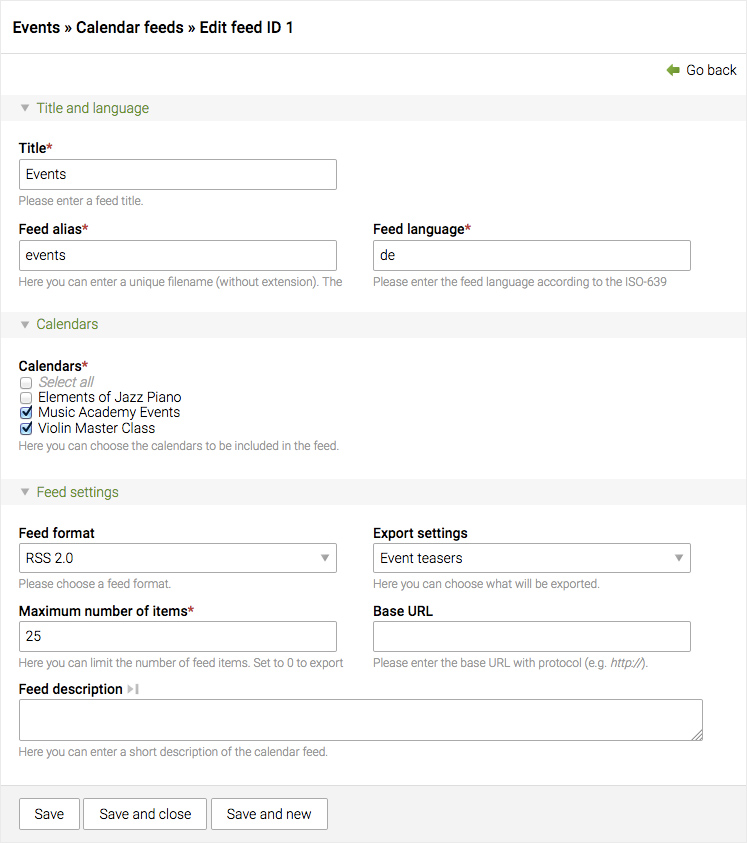 Events » Calendar feeds » Edit feed ID 1
Go back
Title and language
Title*
Events
Please enter a feed title.
Feed alias*
Feed language*
events
de
Here you can enter a unique filename (without extension). The
Please enter the feed language according to the ISO-639
Calendars
Calendars*
Select all
Elements of Jazz Piano
Music Academy Events
Violin Master Class
Here you can choose the calendars to be included in the feed.
Feed settings
Feed format
Export settings
RSS 2.0
Event teasers
Please choose a feed format.
Here you can choose what will be exported.
Maximum number of items*
Base URL
25
Here you can limit the number of feed items. Set to 0 to export
Please enter the base URL with protocol (e.g. http://).
Feed description
Here you can enter a short description of the calendar feed.
Save
Save and close
Save and new